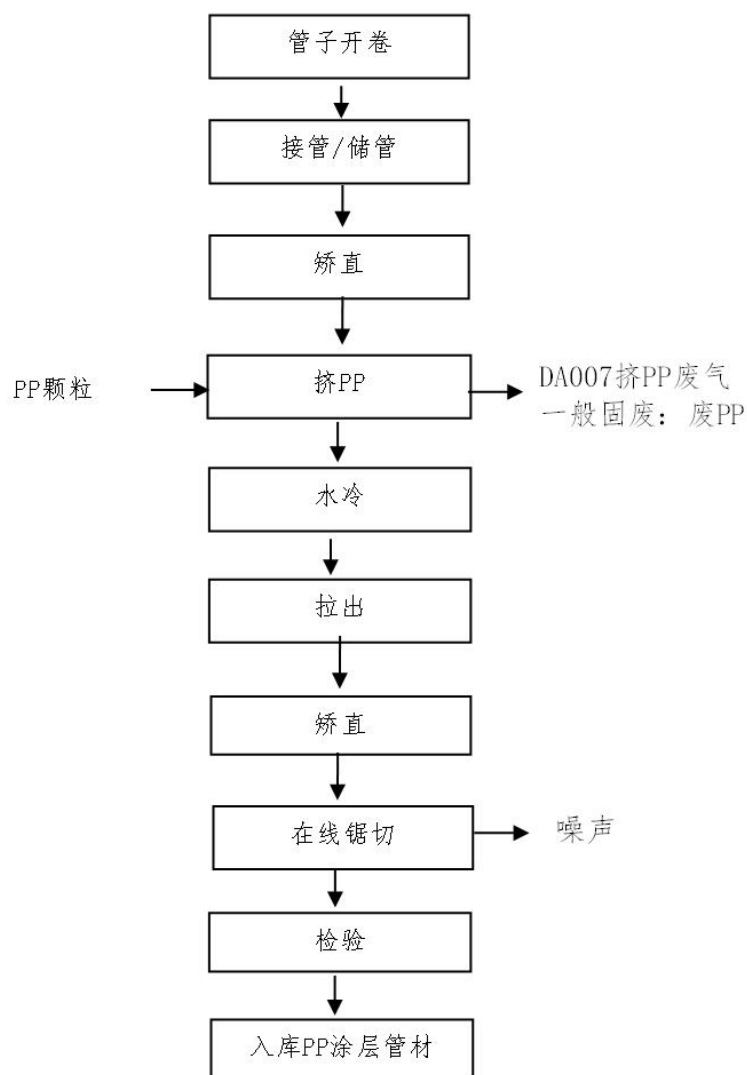 管子开卷
接管/储管
矫直
PP颗粒
挤PP
DA007挤PP废气
一般固废：废PP
水冷
拉出
矫直
在线锯切
噪声
检验
入库PP涂层管材